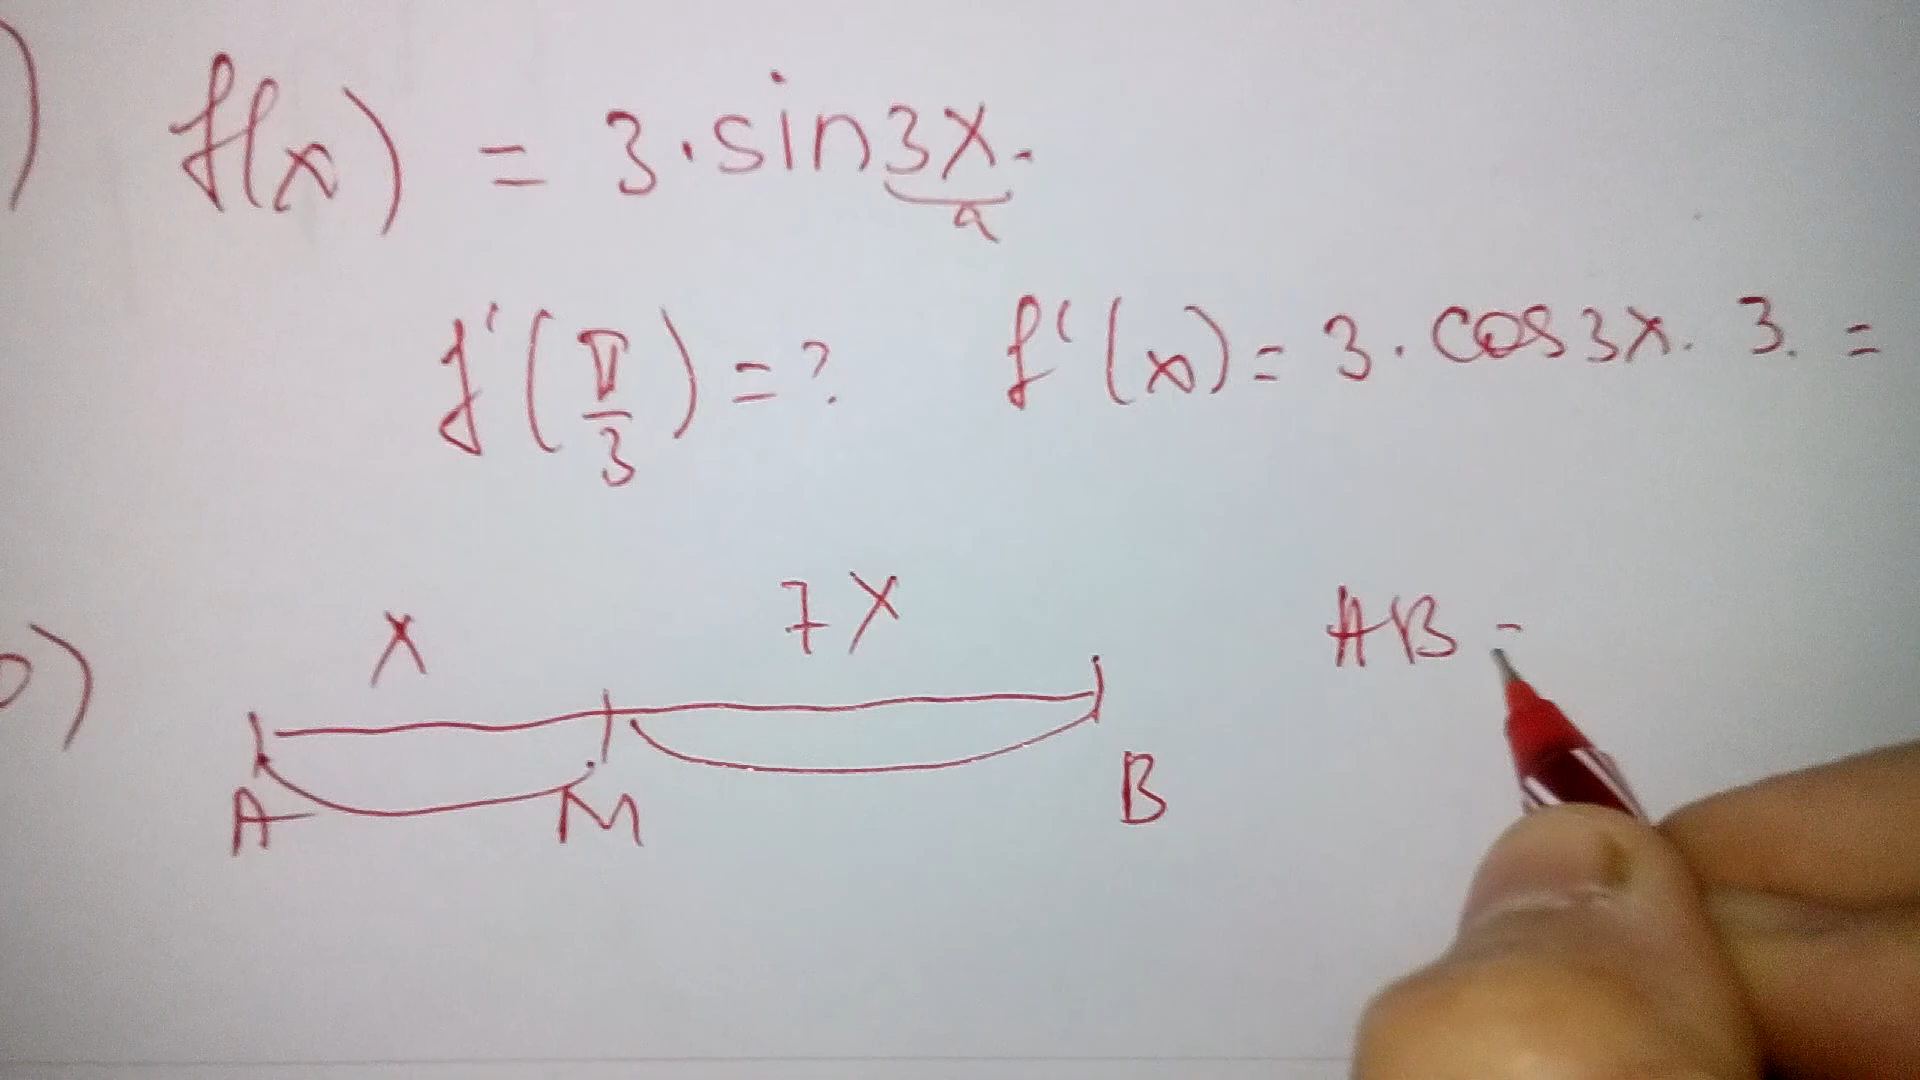 )
f(x) = 3·sin3x.
a
f'(π/3) = ? f'(x) = 3. cos3x. 3. =
x 7x AB =
)
A M B